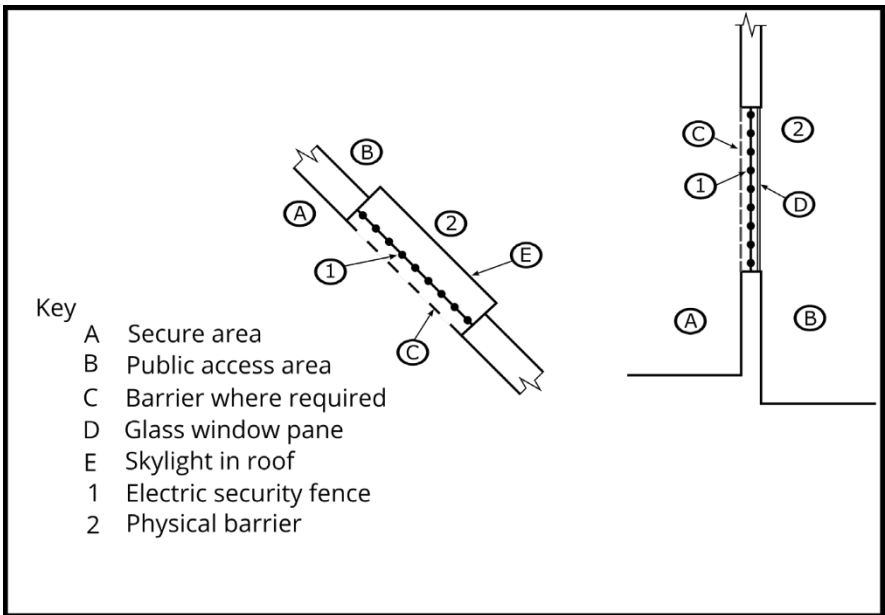 B
A
2
E
1
C
C
2
1
D
A
B
Key
A Secure area
B Public access area
C Barrier where required
D Glass window pane
E Skylight in roof
1 Electric security fence
2 Physical barrier